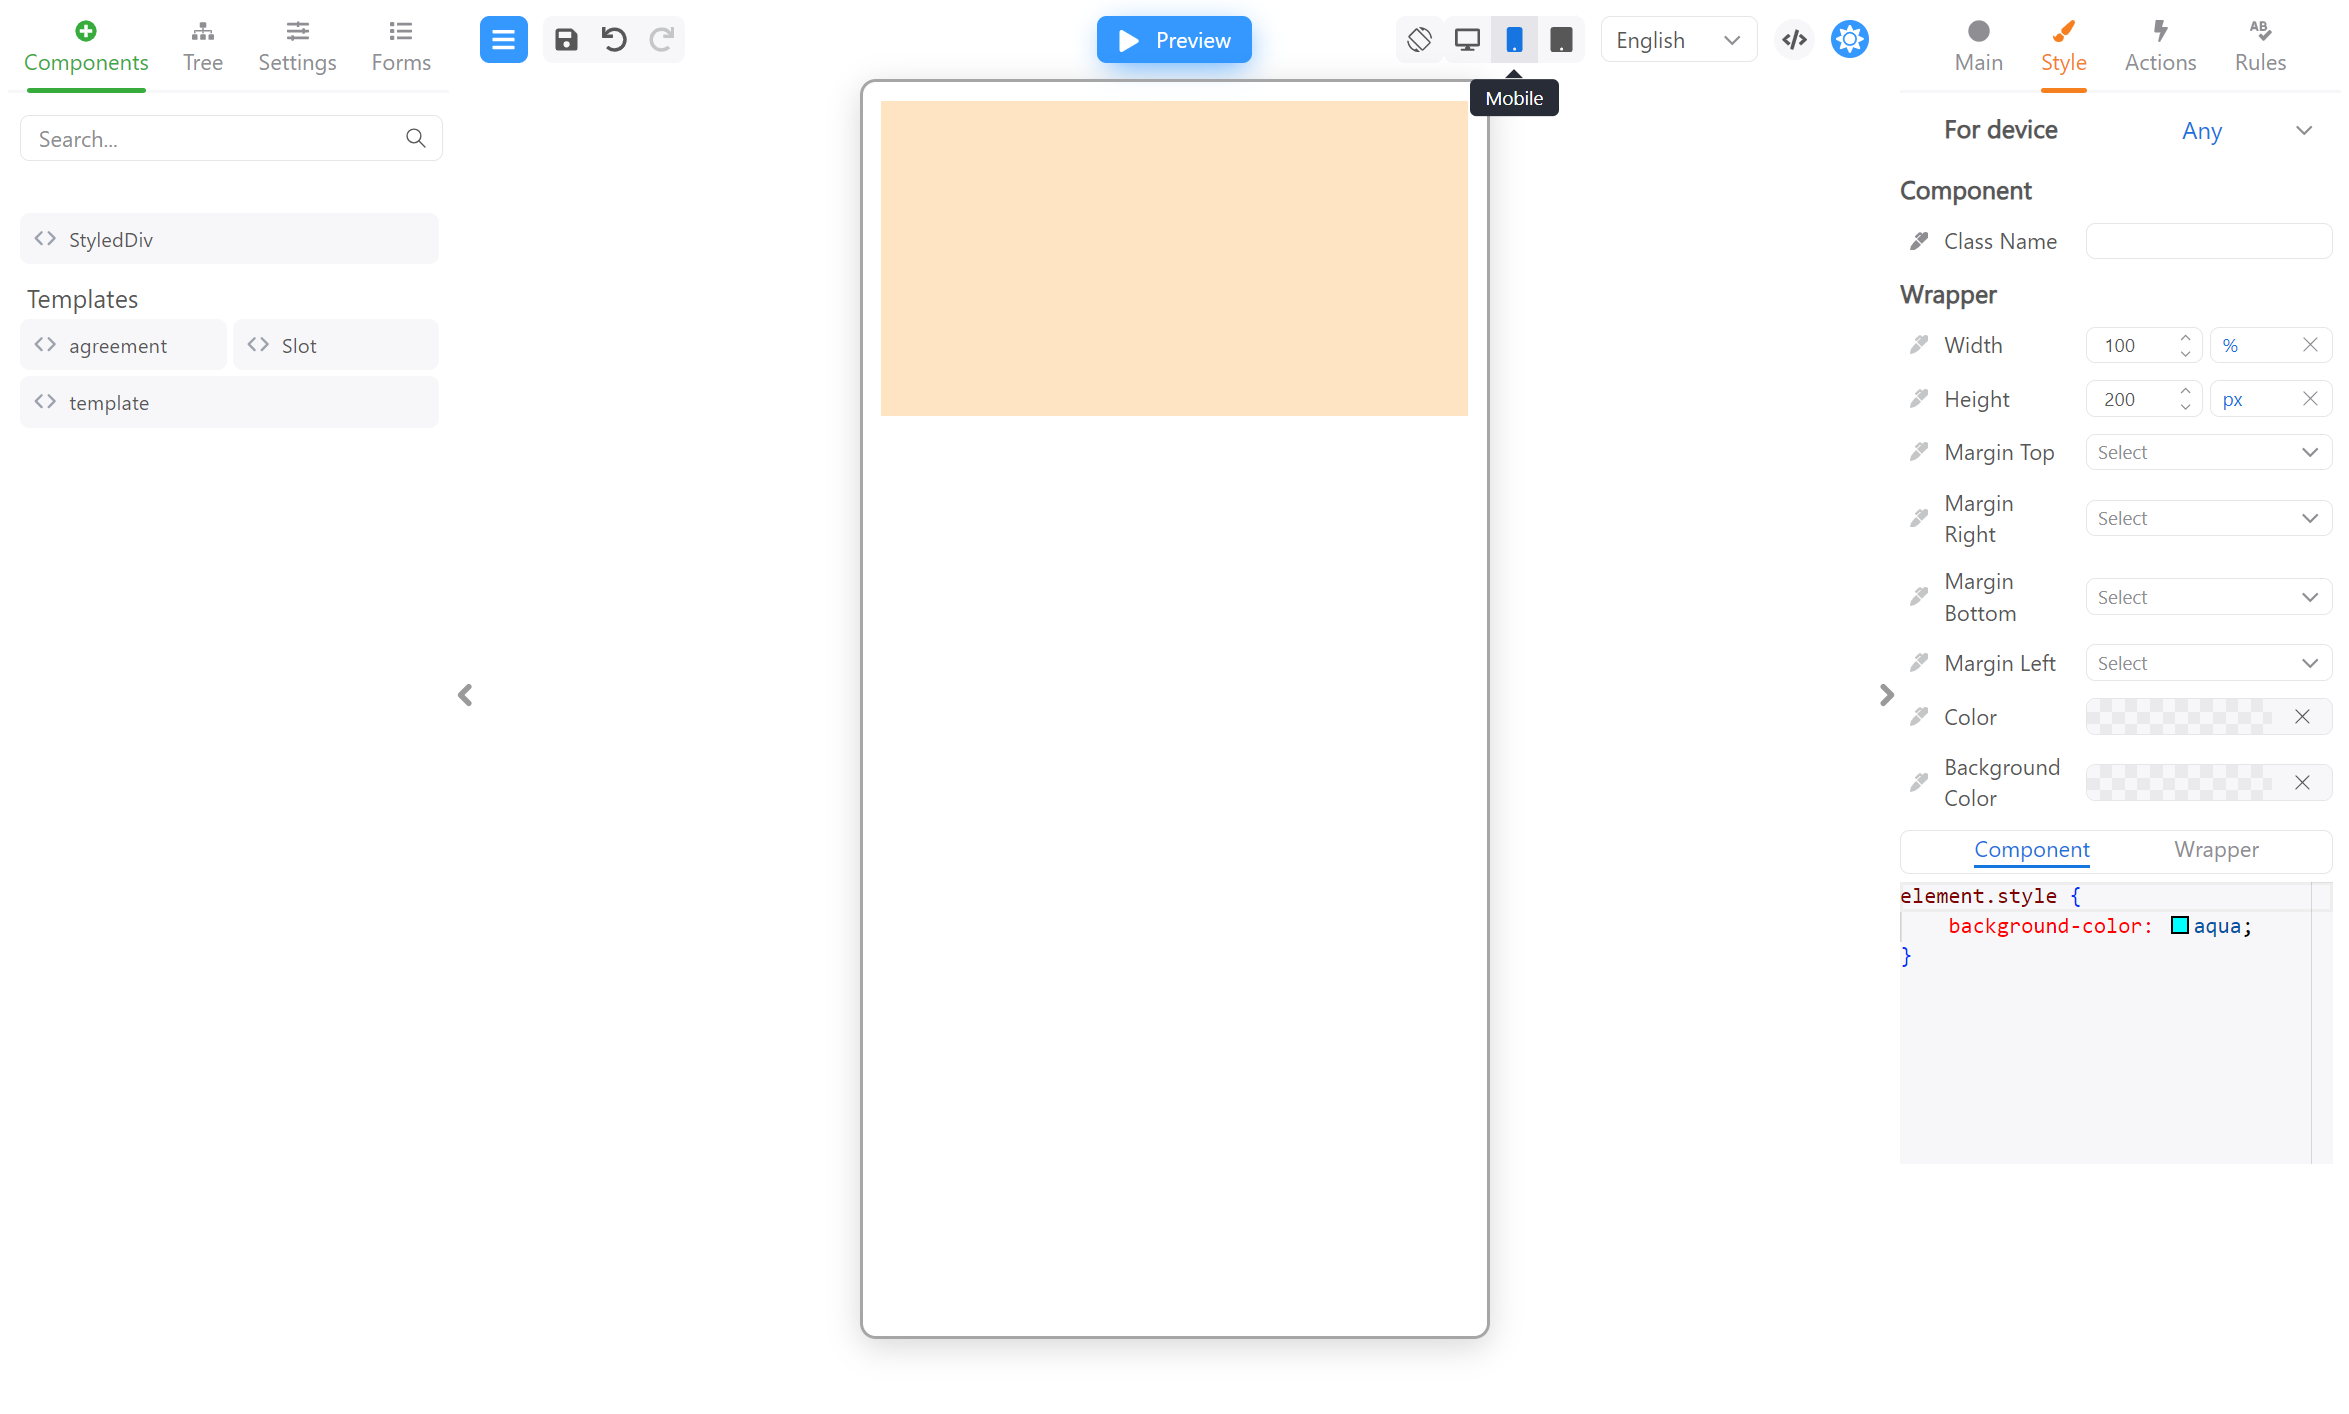 Components
Tree
Settings
Forms
Preview
English
Main
Style
Actions
Rules
Mobile
Search...
StyledDiv
Templates
agreement
Slot
template
For device
Any
Component
Class Name
Wrapper
Width
100
%
Height
200
px
Margin Top
Select
Margin
Right
Select
Margin
Bottom
Select
Margin Left
Select
Color
Background
Color
Component
Wrapper
element.style {
background-color: aqua;
}